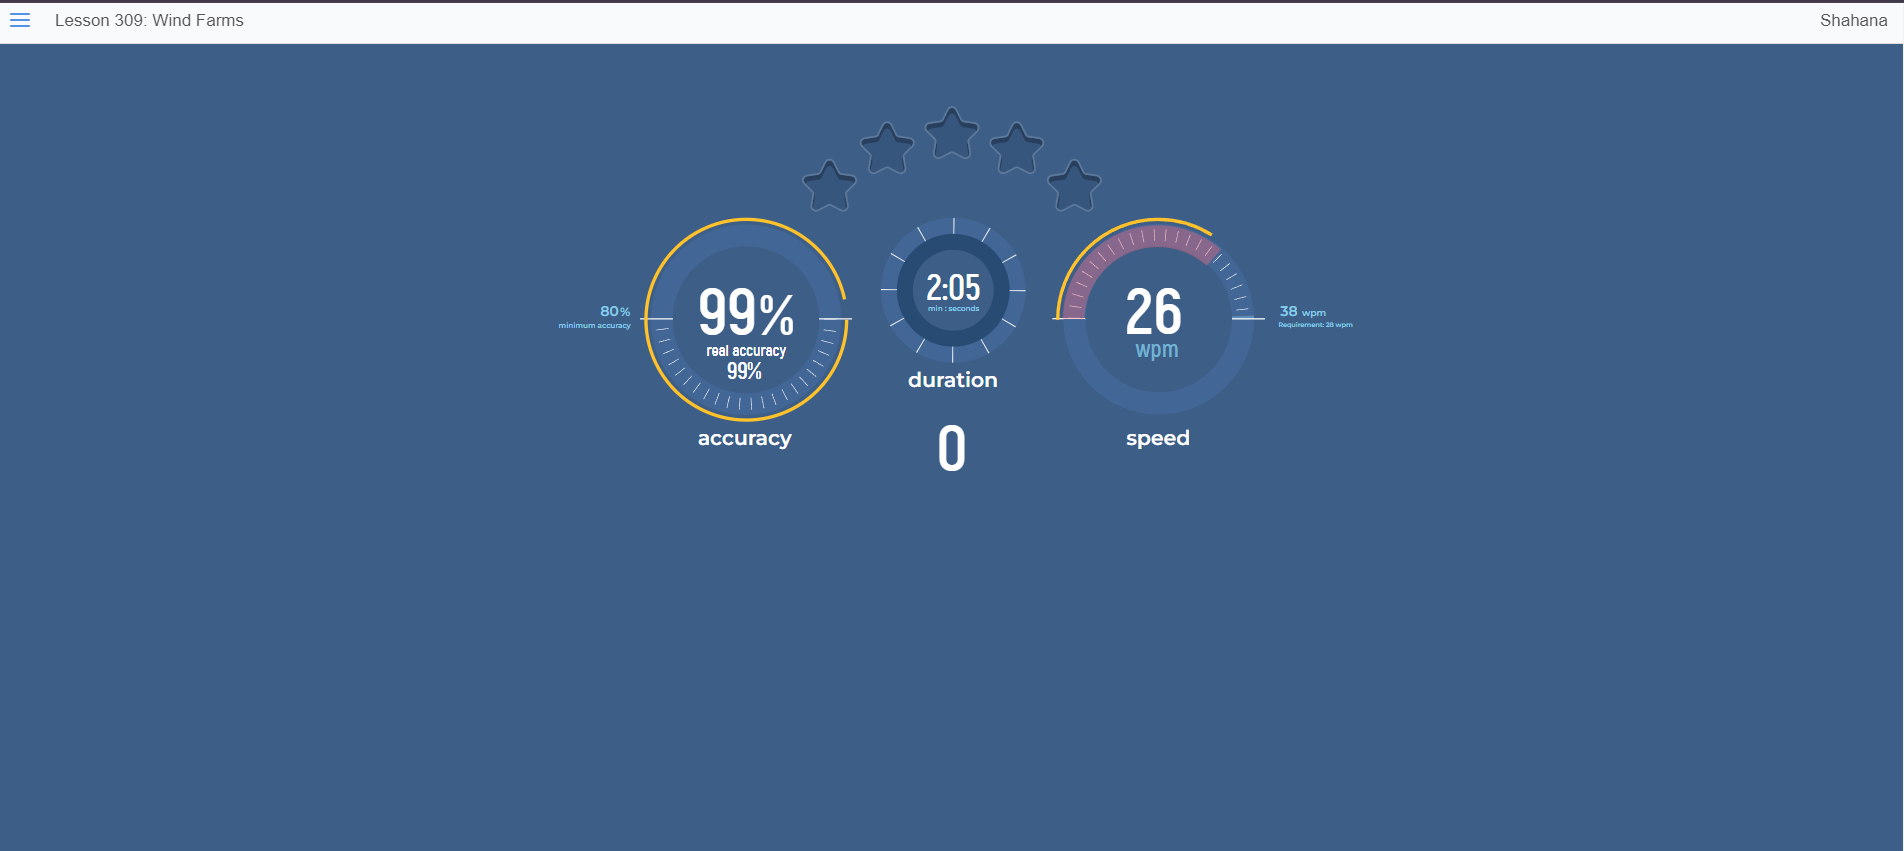 Lesson 309: Wind Farms
Shahana
80%
minimum accuracy
99%
real accuracy
99%
accuracy
2:05
min : seconds
duration
0
26
wpm
speed
38 wpm
Requirement: 28 wpm